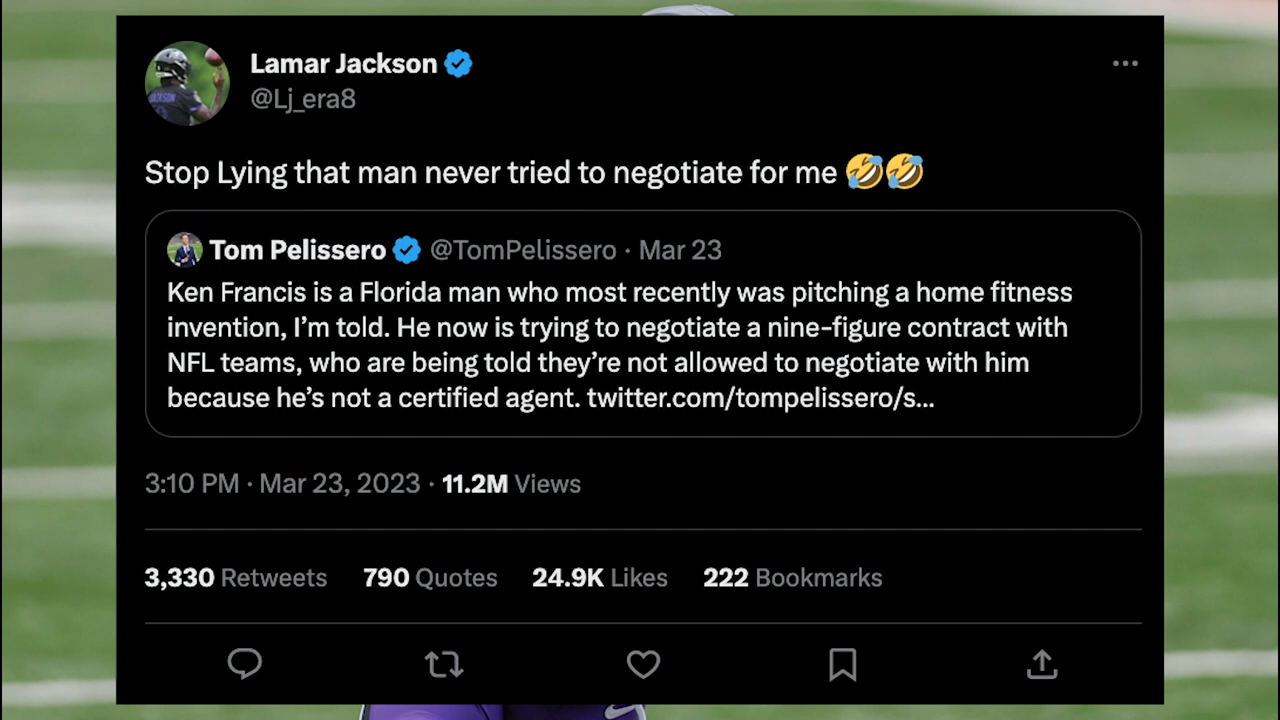 Lamar Jackson
@Lj_era8
Stop Lying that man never tried to negotiate for me 🤣🤣
Tom Pelissero @TomPelissero · Mar 23
Ken Francis is a Florida man who most recently was pitching a home fitness
invention, I’m told. He now is trying to negotiate a nine-figure contract with
NFL teams, who are being told they’re not allowed to negotiate with him
because he’s not a certified agent. twitter.com/tompelissero/s...
3:10 PM · Mar 23, 2023 · 11.2M Views
3,330 Retweets 790 Quotes 24.9K Likes 222 Bookmarks